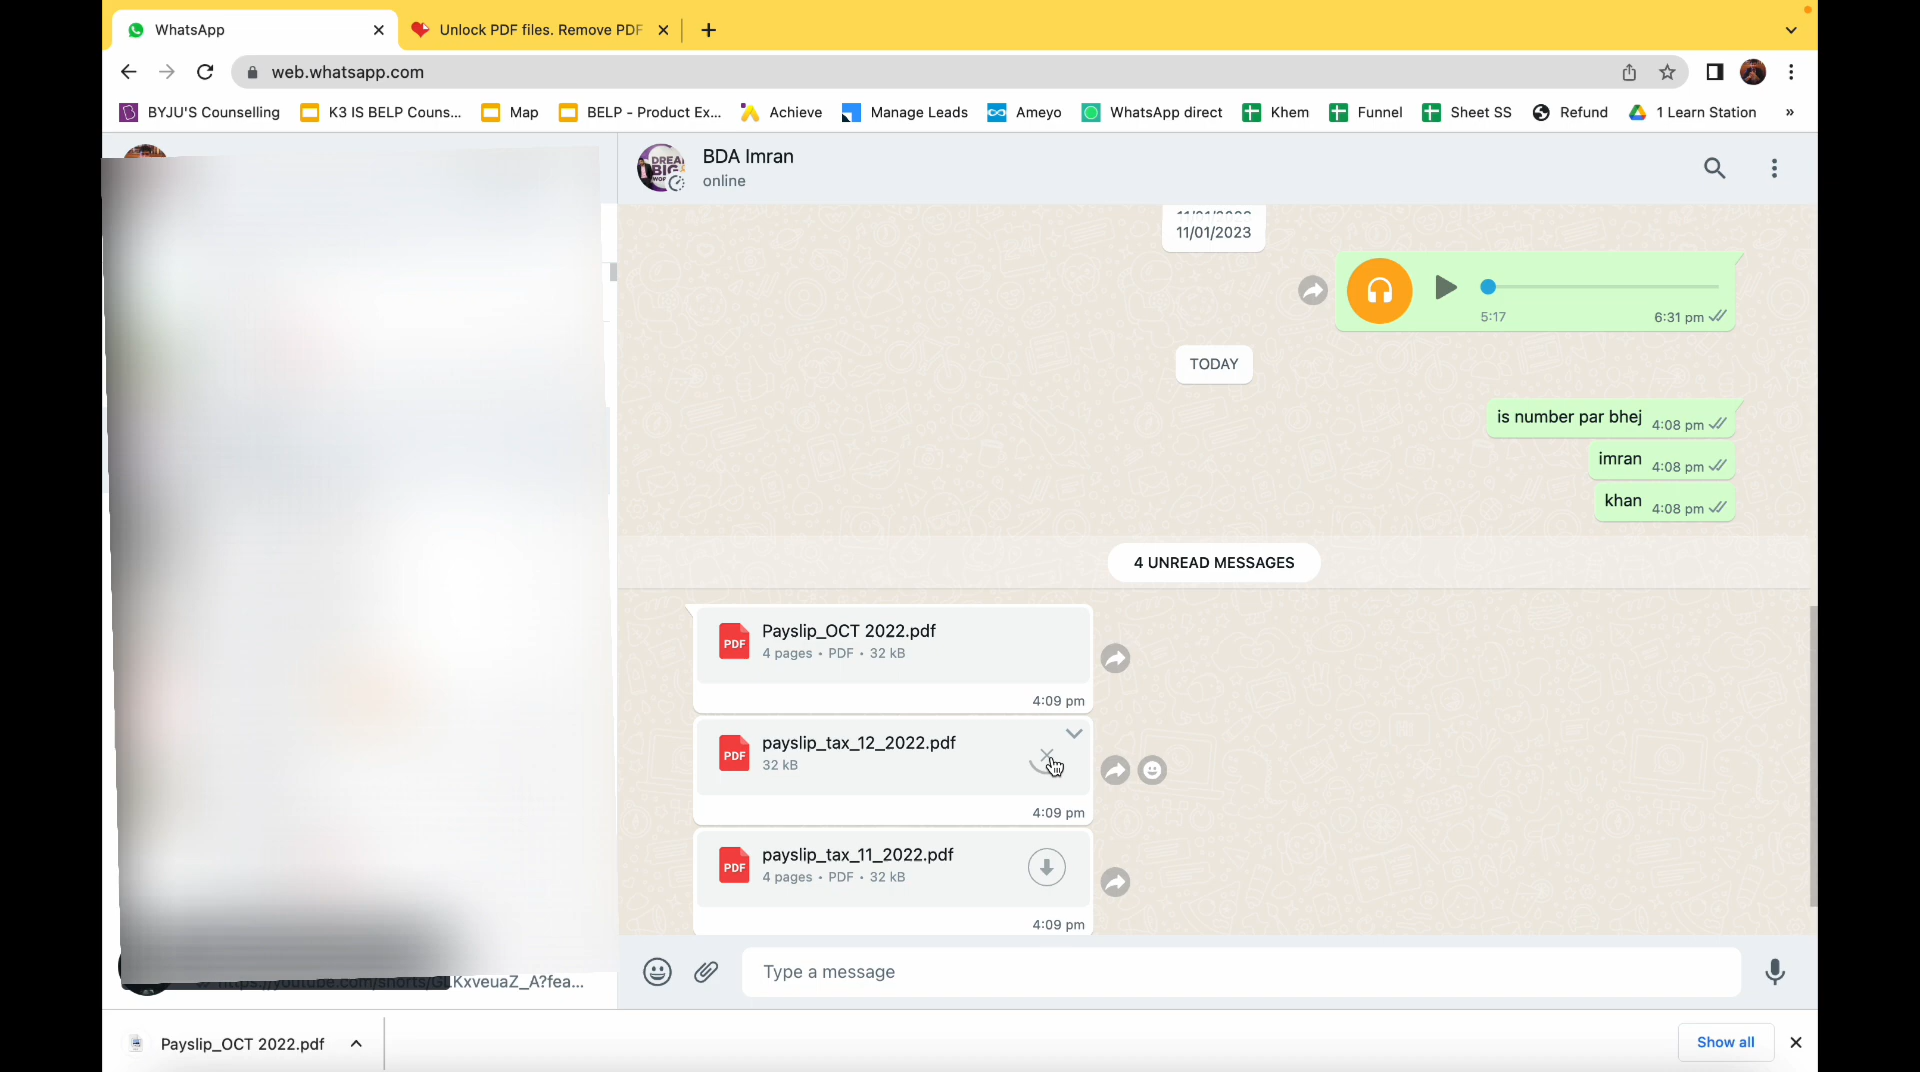 WhatsApp
Unlock PDF files. Remove PDF
web.whatsapp.com
BYJU'S Counselling
K3 IS BELP Couns...
Map
BELP - Product Ex...
Achieve
Manage Leads
Ameyo
WhatsApp direct
Khem
Funnel
Sheet SS
Refund
1 Learn Station
»
BDA Imran
online
11/01/2023
5:17
6:31 pm
TODAY
is number par bhej 4:08 pm
imran 4:08 pm
khan 4:08 pm
4 UNREAD MESSAGES
PDF
Payslip_OCT 2022.pdf
4 pages • PDF • 32 kB
4:09 pm
PDF
payslip_tax_12_2022.pdf
32 kB
4:09 pm
PDF
payslip_tax_11_2022.pdf
4 pages • PDF • 32 kB
4:09 pm
Type a message
Payslip_OCT 2022.pdf
Show all